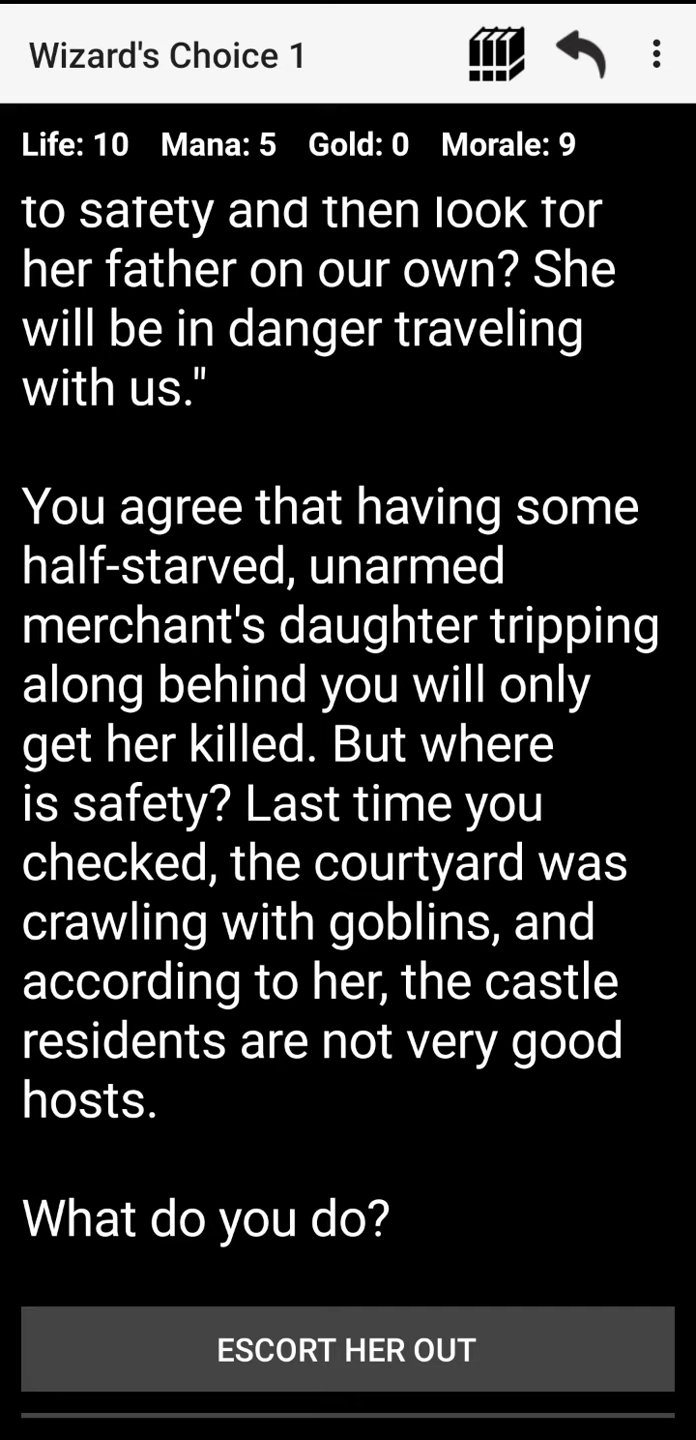 Wizard's Choice 1
Life: 10 Mana: 5 Gold: 0 Morale: 9
to safety and then look for
her father on our own? She
will be in danger traveling
with us."
You agree that having some
half-starved, unarmed
merchant's daughter tripping
along behind you will only
get her killed. But where
is safety? Last time you
checked, the courtyard was
crawling with goblins, and
according to her, the castle
residents are not very good
hosts.
What do you do?
ESCORT HER OUT